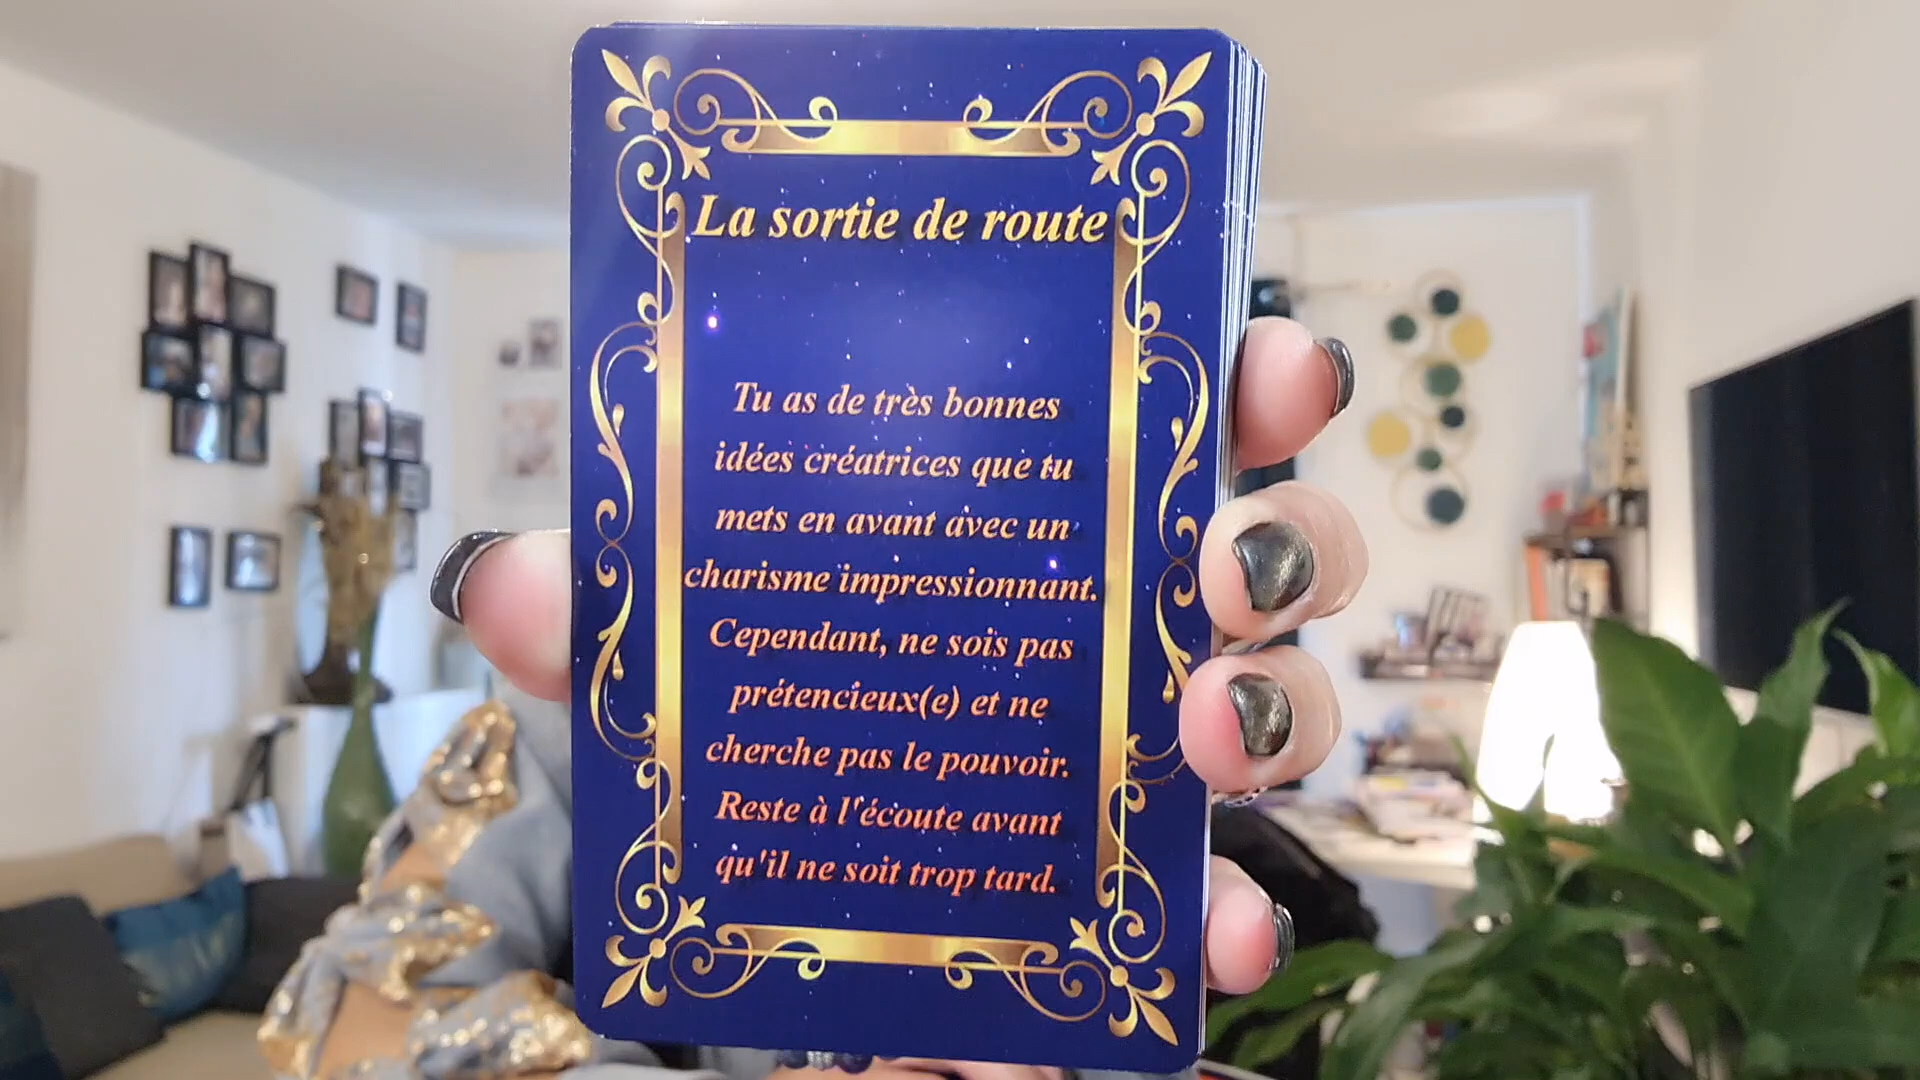 La sortie de route
Tu as de très bonnes
idées créatrices que tu
mets en avant avec un
charisme impressionnant.
Cependant, ne sois pas
prétencieux(e) et ne
cherche pas le pouvoir.
Reste à l'écoute avant
qu'il ne soit trop tard.